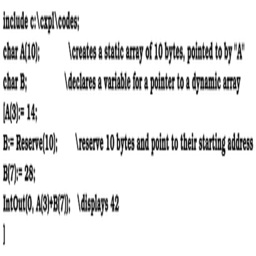 include c:\cxpl\codes;
char A(10); \creates a static array of 10 bytes, pointed to by "A"
char B; \declares a variable for a pointer to a dynamic array
[A(3):= 14;
B:= Reserve(10); \reserve 10 bytes and point to their starting address
B(7):= 28;
IntOut(0, A(3)+B(7)); \displays 42
]